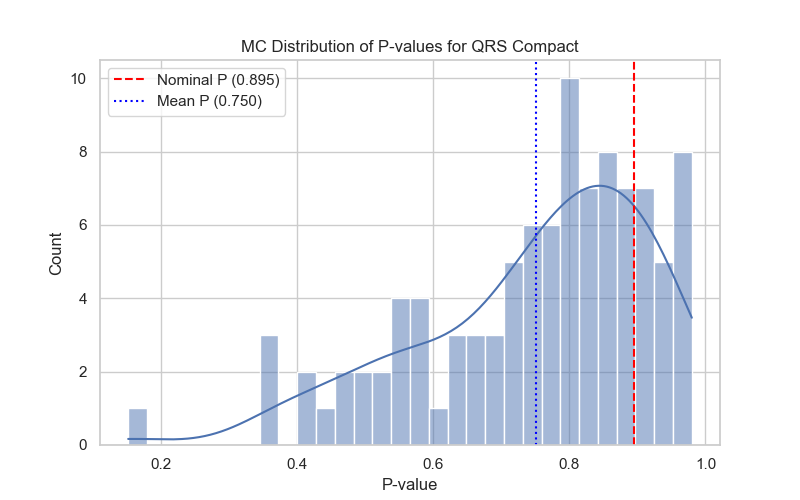 MC Distribution of P-values for QRS Compact
Nominal P (0.895)
Mean P (0.750)
10
8
6
4
2
0
Count
0.2
0.4
0.6
0.8
1.0
P-value